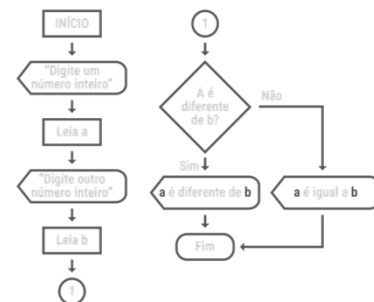 INÍCIO
"Digite um
número inteiro"
Leia a
"Digite outro
número inteiro"
Leia b
1
1
A é
diferente
de b?
Não
Sim
a é diferente de b
a é igual a b
Fim